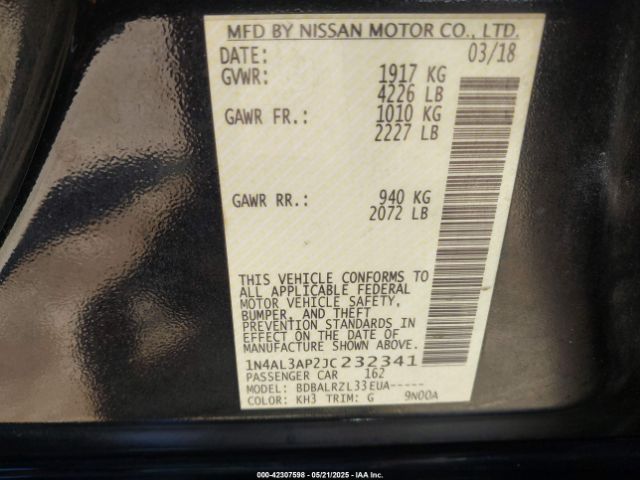 MFD BY NISSAN MOTOR CO., LTD.
DATE: 03/18
GVWR: 1917 KG
4226 LB
GAWR FR.: 1010 KG
2227 LB
GAWR RR.: 940 KG
2072 LB
THIS VEHICLE CONFORMS TO
ALL APPLICABLE FEDERAL
MOTOR VEHICLE SAFETY,
BUMPER, AND THEFT
PREVENTION STANDARDS IN
EFFECT ON THE DATE OF
MANUFACTURE SHOWN ABOVE.
1N4AL3AP2JC232341
PASSENGER CAR 162
MODEL: BDBALRZL33EUA-----
COLOR: KH3 TRIM: G 9N00A
© IAA 000-42307598 - 05/21/2025 - IAAI.COM